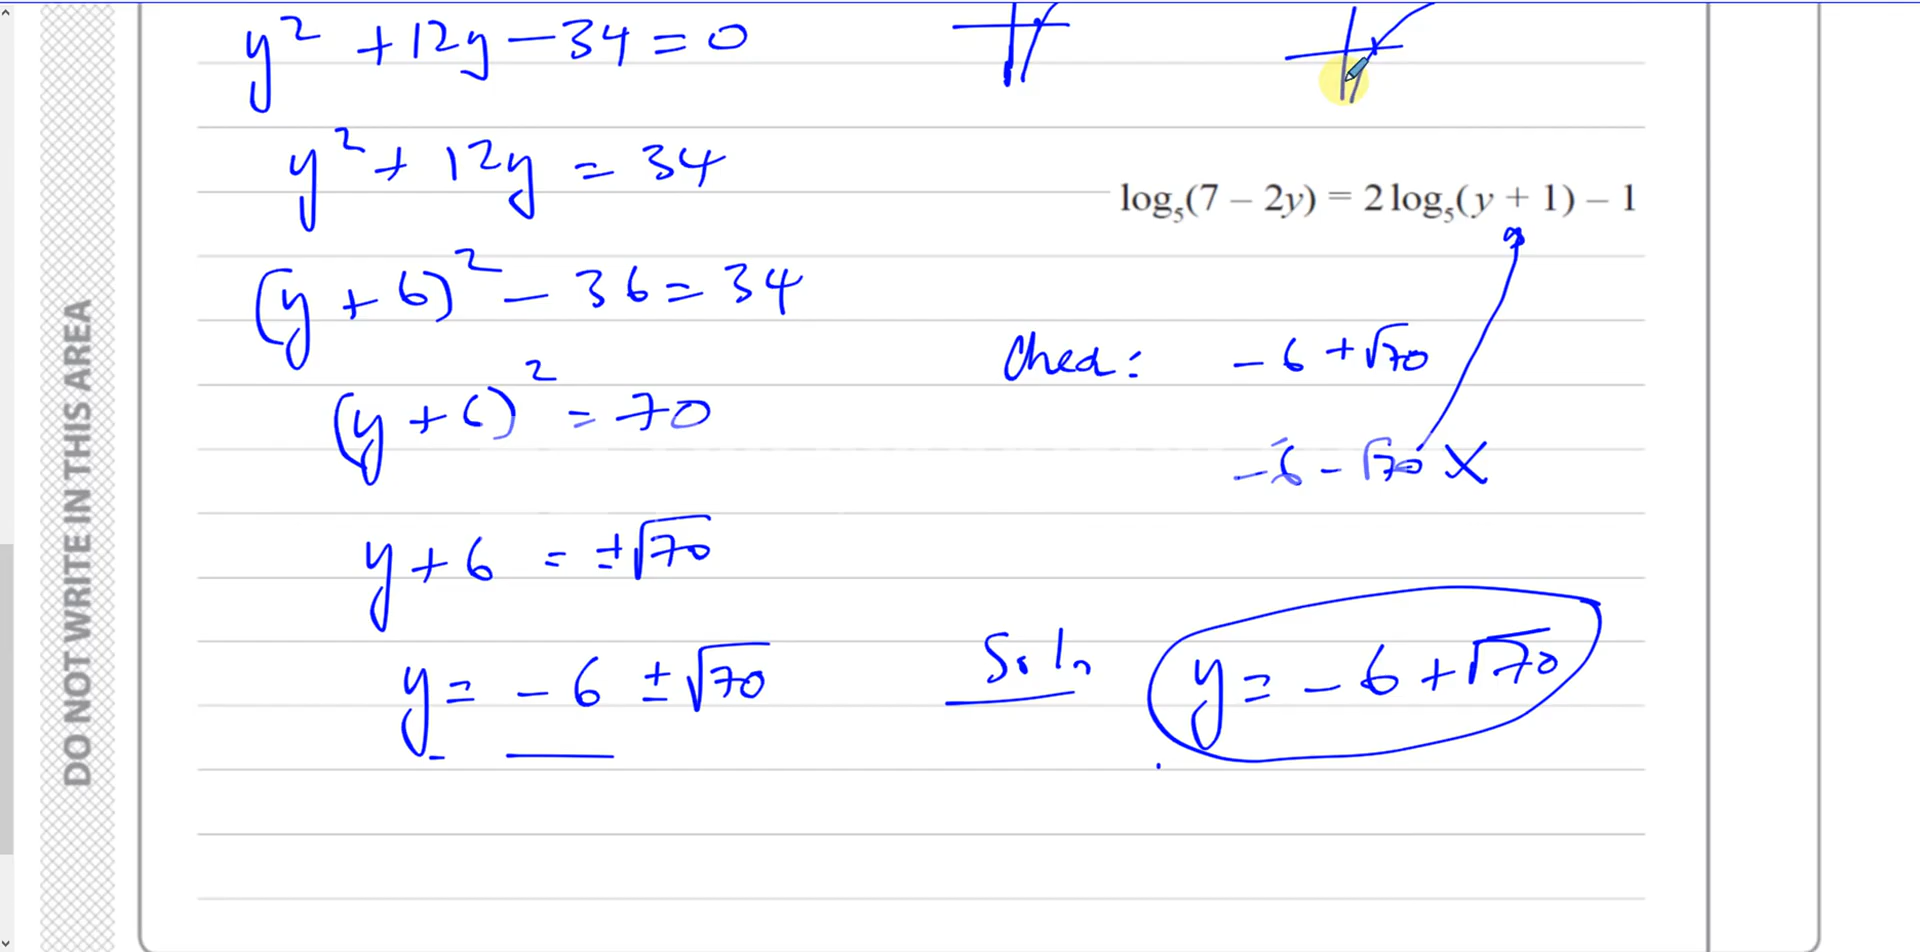 y² + 12y - 34 = 0
y² + 12y = 34
log₅(7 – 2y) = 2 log₅(y + 1) – 1
(y + 6)² - 36 = 34
Check: - 6 + √70
(y + 6)² = 70
- 6 - √70 X
y + 6 = ±√70
y = - 6 ± √70
Soln y = - 6 + √70
DO NOT WRITE IN THIS AREA